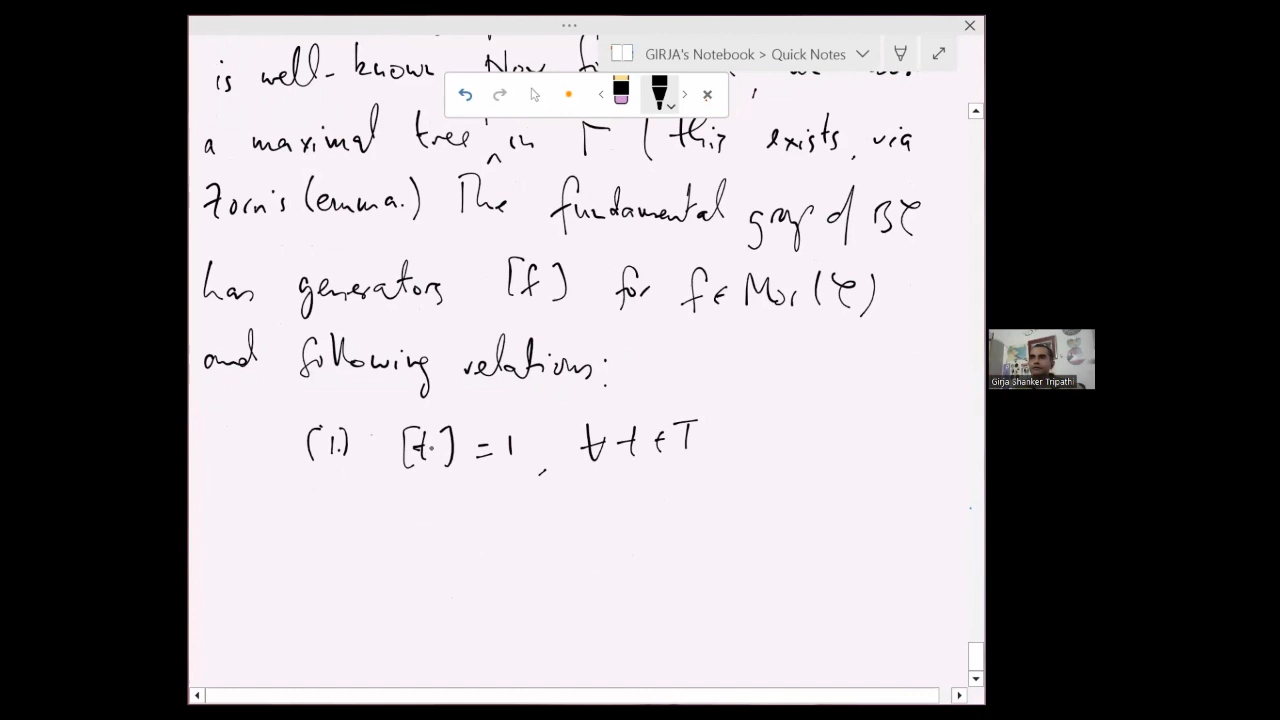 GIRJA's Notebook > Quick Notes
is well-known Now
a maximal tree in Γ (this exists, via
Zorn's lemma.) The fundamental group of Bℭ
has generators [f] for f ∈ Mor(ℭ)
and following relations:
(1.) [t] = 1, ∀ t ∈ T
Girja Shanker Tripathi